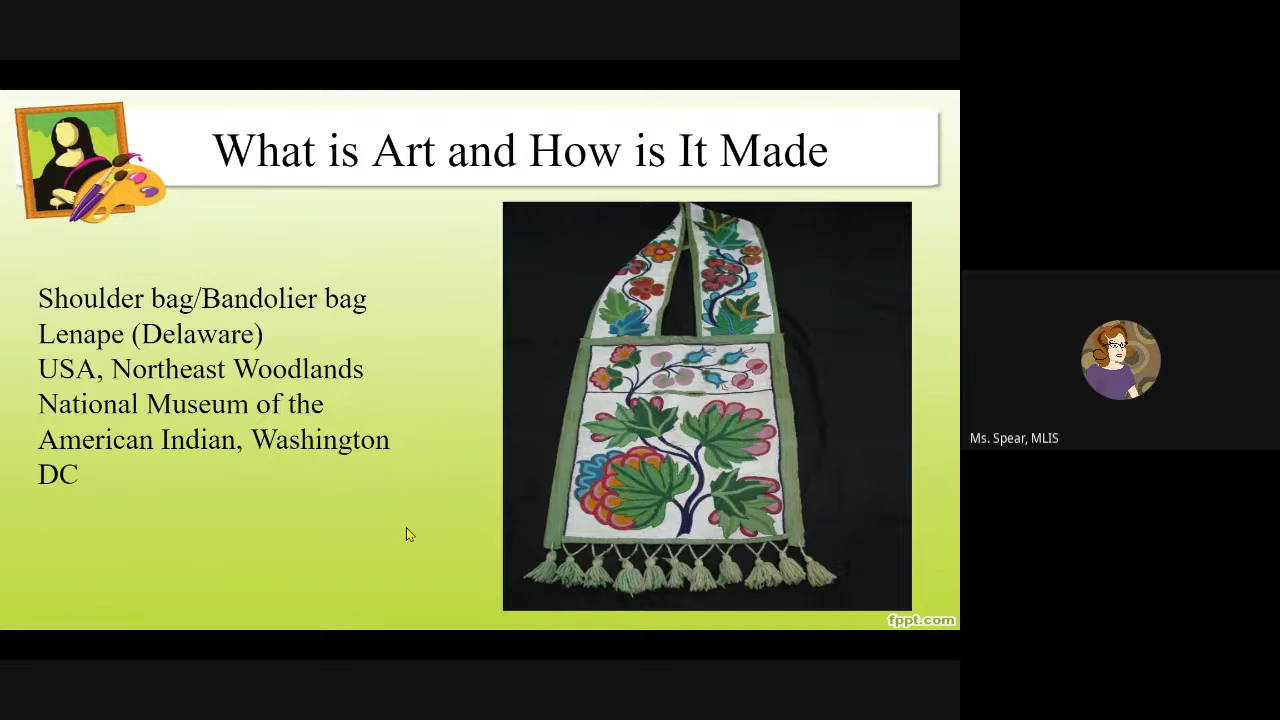 What is Art and How is It Made
Shoulder bag/Bandolier bag
Lenape (Delaware)
USA, Northeast Woodlands
National Museum of the
American Indian, Washington
DC
fppt.com
Ms. Spear, MLIS